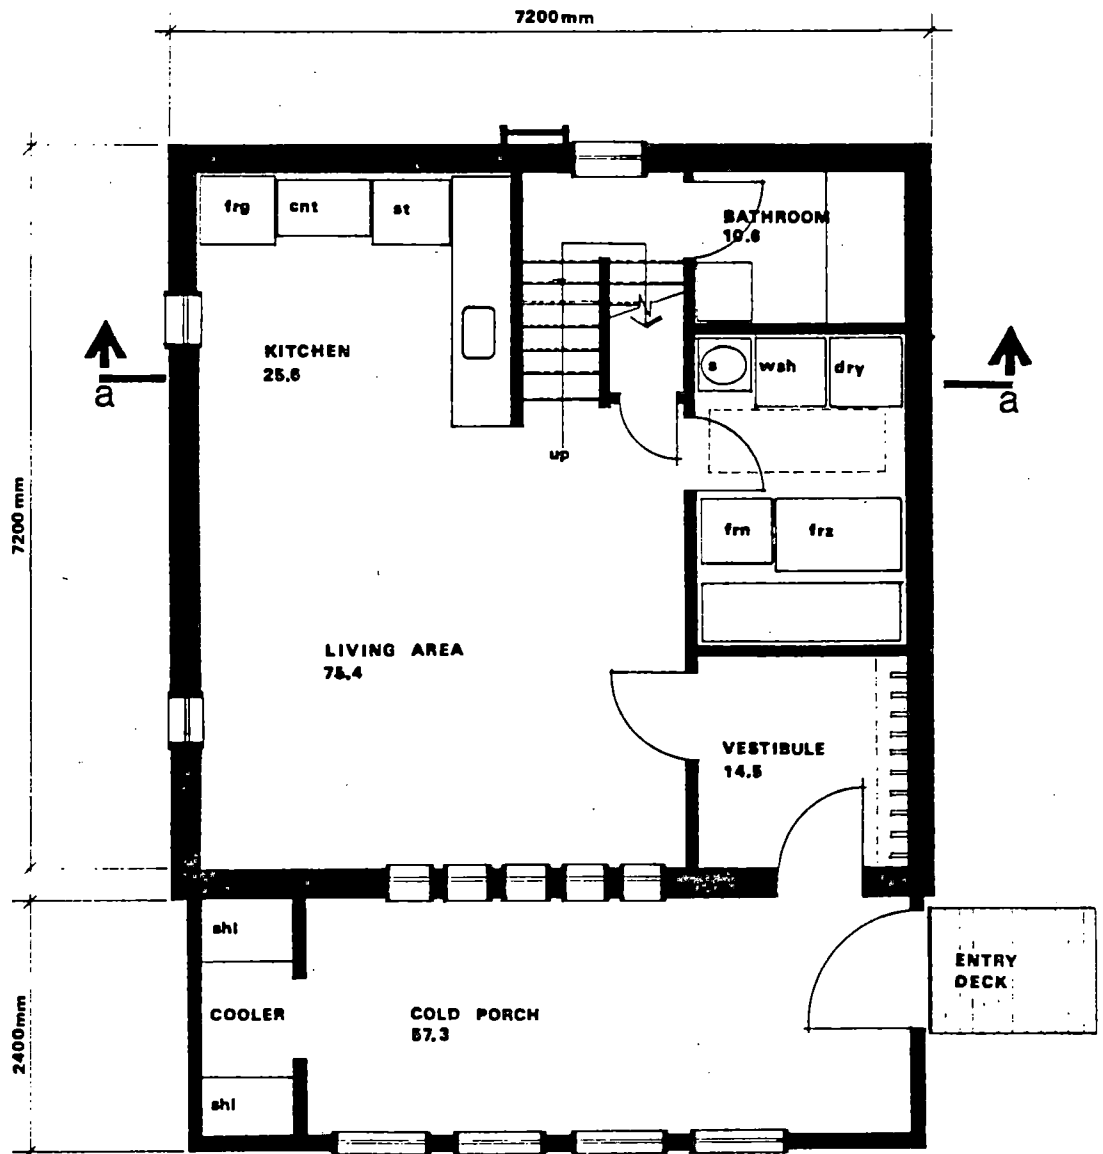 7200mm
frg
cnt
st
BATHROOM
10.6
KITCHEN
25.6
a
a
s
wsh
dry
up
7200mm
frn
frz
LIVING AREA
75.4
VESTIBULE
14.5
shl
ENTRY
DECK
COOLER
COLD PORCH
57.3
2400mm
shl